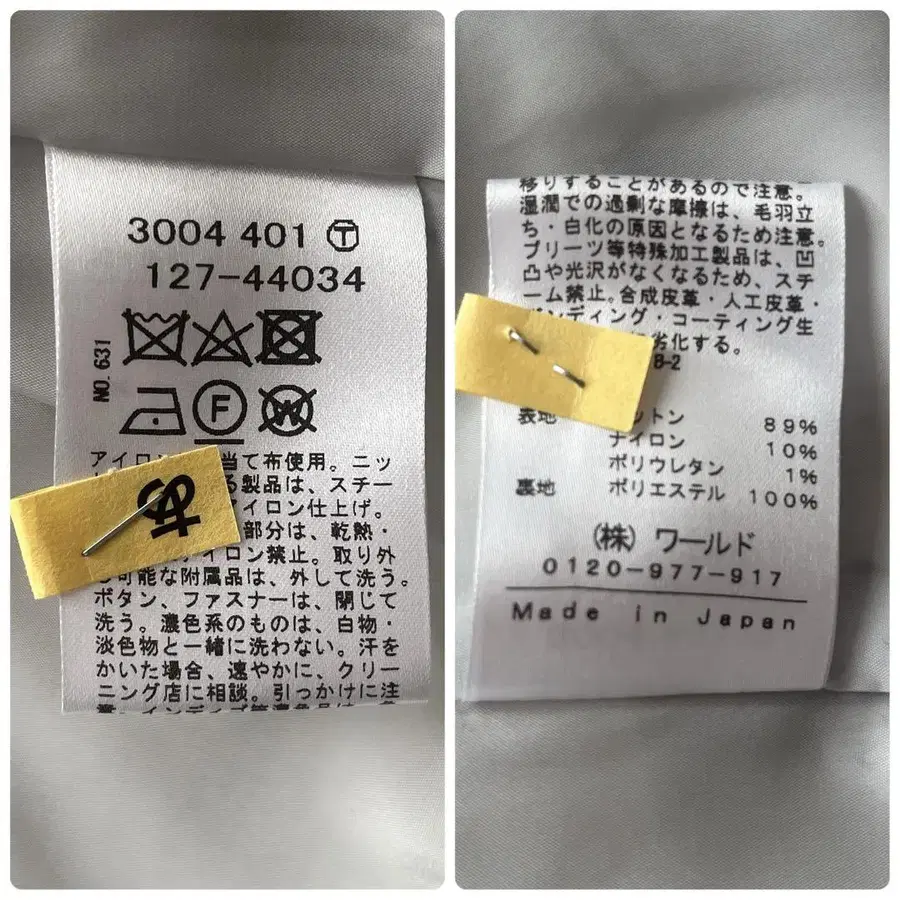 3004 401 Ⓣ
127-44034
NO. 631
F
W
アイロン 当て布使用。ニッ
製品は、スチー
イロン仕上げ。
部分は、乾熱・
イロン禁止。取り外
し可能な附属品は、外して洗う。
ボタン、ファスナーは、閉じて
洗う。濃色系のものは、白物・
淡色物と一緒に洗わない。汗を
かいた場合、速やかに、クリー
ニング店に相談。引っかけに注
あ
移りすることがあるので注意。
湿潤での過剰な摩擦は、毛羽立
ち・白化の原因となるため注意。
プリーツ等特殊加工製品は、凹
凸や光沢がなくなるため、スチ
ーム禁止。合成皮革・人工皮革・
ンディング・コーティング生
劣化する。
8-2
表地 ットン 89%
ナイロン 10%
ポリウレタン 1%
裏地 ポリエステル 100%
(株) ワールド
0120-977-917
Made in Japan